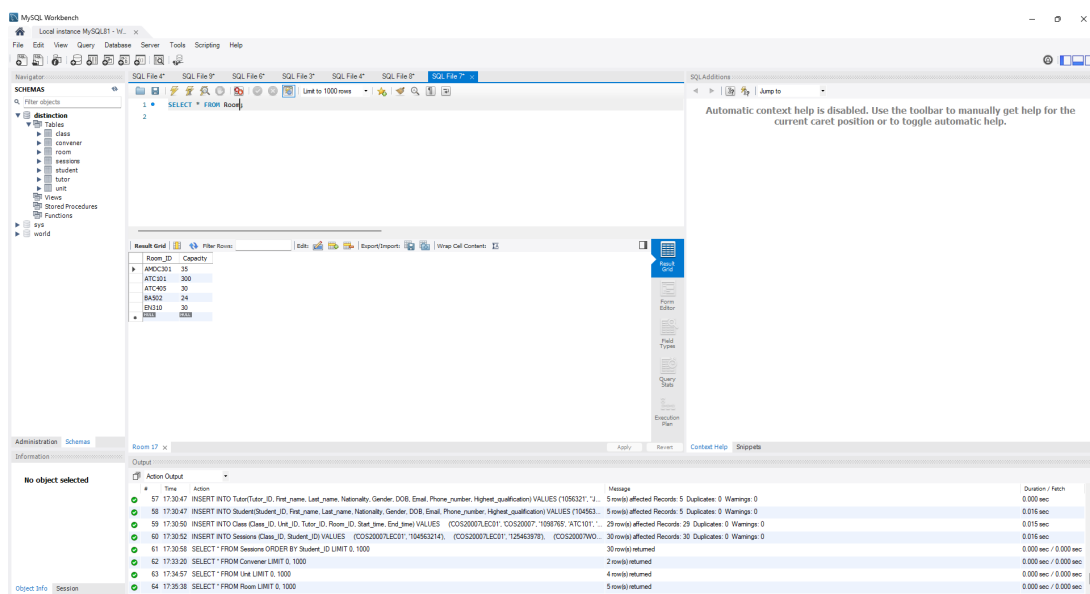 MySQL Workbench
Local instance MySQL81 - W... x
File Edit View Query Database Server Tools Scripting Help
Navigator
SCHEMAS
Filter objects
distinction
Tables
class
convener
room
sessions
student
tutor
unit
Views
Stored Procedures
Functions
sys
world
Administration Schemas
Information
No object selected
Object Info Session
SQL File 4* SQL File 9* SQL File 6* SQL File 3* SQL File 4* SQL File 8* SQL File 7* x
Limit to 1000 rows
1 SELECT * FROM Room;
2
Result Grid Filter Rows: Edit: Export/Import: Wrap Cell Content:
Room_ID Capacity
AMDC301 35
ATC101 300
ATC405 30
BA502 24
EN310 30
NULL NULL
Result Grid
Form Editor
Field Types
Query Stats
Execution Plan
Room 17 x Apply Revert
SQLAdditions
Jump to
Automatic context help is disabled. Use the toolbar to manually get help for the
current caret position or to toggle automatic help.
Context Help Snippets
Output
Action Output
# Time Action Message Duration / Fetch
57 17:30:47 INSERT INTO Tutor(Tutor_ID, First_name, Last_name, Nationality, Gender, DOB, Email, Phone_number, Highest_qualification) VALUES ('1056321', "J... 5 row(s) affected Records: 5 Duplicates: 0 Warnings: 0 0.000 sec
58 17:30:47 INSERT INTO Student(Student_ID, First_name, Last_name, Nationality, Gender, DOB, Email, Phone_number, Highest_qualification) VALUES ('104563... 5 row(s) affected Records: 5 Duplicates: 0 Warnings: 0 0.016 sec
59 17:30:50 INSERT INTO Class (Class_ID, Unit_ID, Tutor_ID, Room_ID, Start_time, End_time) VALUES ('COS20007LEC01', 'COS20007', '1098765', 'ATC101', '... 29 row(s) affected Records: 29 Duplicates: 0 Warnings: 0 0.015 sec
60 17:30:52 INSERT INTO Sessions (Class_ID, Student_ID) VALUES ('COS20007LEC01', '104563214'), ('COS20007LEC01', '125463978'), ('COS20007WO... 30 row(s) affected Records: 30 Duplicates: 0 Warnings: 0 0.016 sec
61 17:30:58 SELECT * FROM Sessions ORDER BY Student_ID LIMIT 0, 1000 30 row(s) returned 0.000 sec / 0.000 sec
62 17:33:20 SELECT * FROM Convener LIMIT 0, 1000 2 row(s) returned 0.000 sec / 0.000 sec
63 17:34:57 SELECT * FROM Unit LIMIT 0, 1000 4 row(s) returned 0.000 sec / 0.000 sec
64 17:35:38 SELECT * FROM Room LIMIT 0, 1000 5 row(s) returned 0.000 sec / 0.000 sec